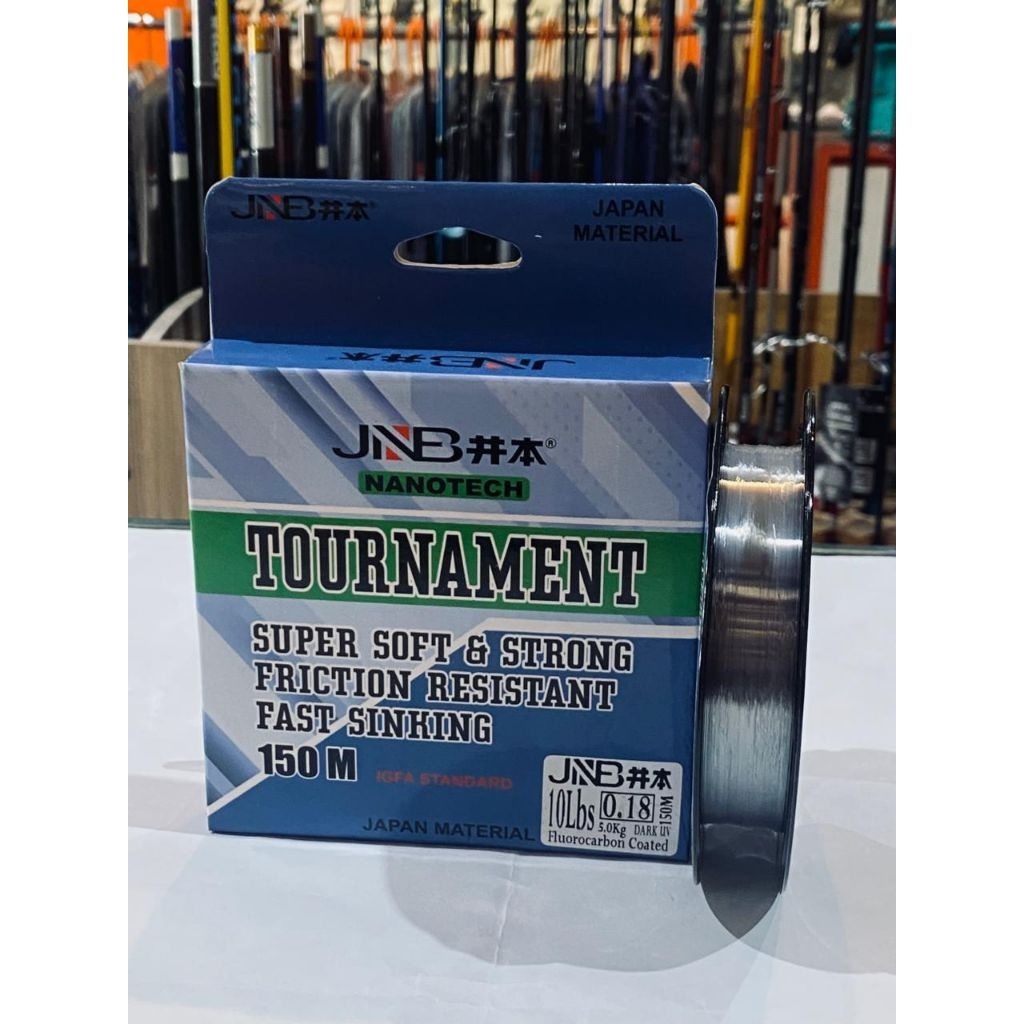 JNB井本®
JAPAN
MATERIAL
JNB井本
JNB井本®
NANOTECH
TOURNAMENT
SUPER SOFT & STRONG
FRICTION RESISTANT
FAST SINKING
150 M
IGFA STANDARD
JAPAN MATERIAL
JNB井本
10Lbs 0.18 150M
5.0Kg DARK UV
Fluorocarbon Coated